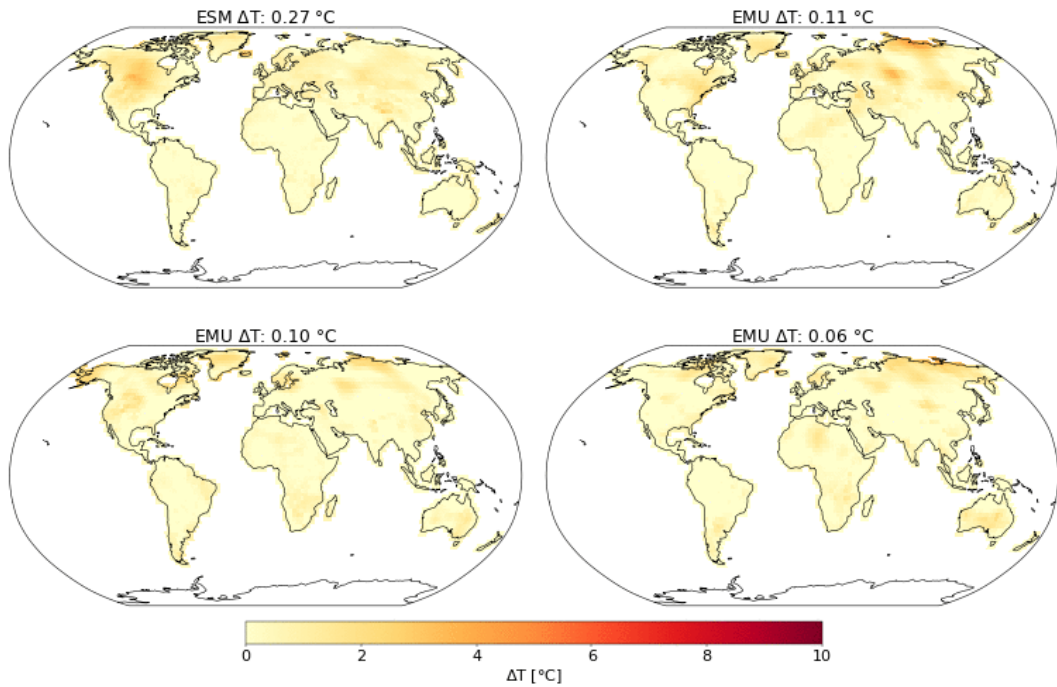 ESM ΔT: 0.27 °C
EMU ΔT: 0.11 °C
EMU ΔT: 0.10 °C
EMU ΔT: 0.06 °C
0 2 4 6 8 10
ΔT [°C]